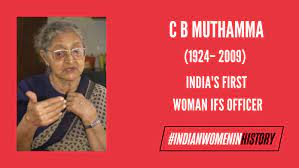 C B MUTHAMMA
(1924– 2009)
INDIA'S FIRST
WOMAN IFS OFFICER
#INDIANWOMENINHISTORY